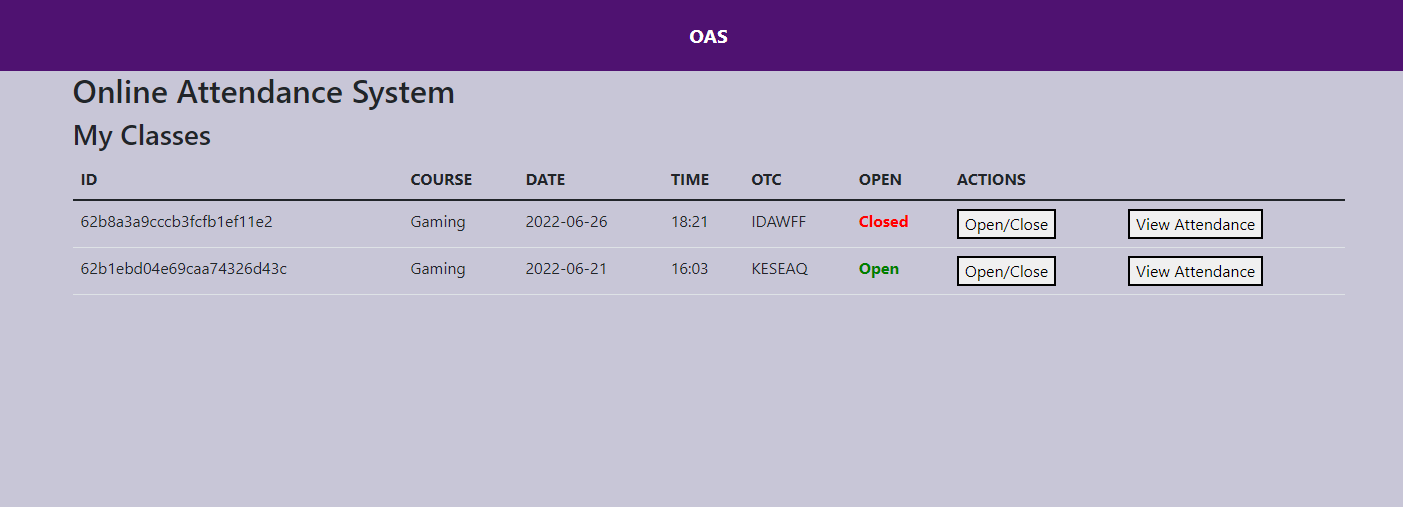 OAS
Online Attendance System
My Classes
ID COURSE DATE TIME OTC OPEN ACTIONS
62b8a3a9cccb3fcfb1ef11e2 Gaming 2022-06-26 18:21 IDAWFF Closed Open/Close View Attendance
62b1ebd04e69caa74326d43c Gaming 2022-06-21 16:03 KESEAQ Open Open/Close View Attendance